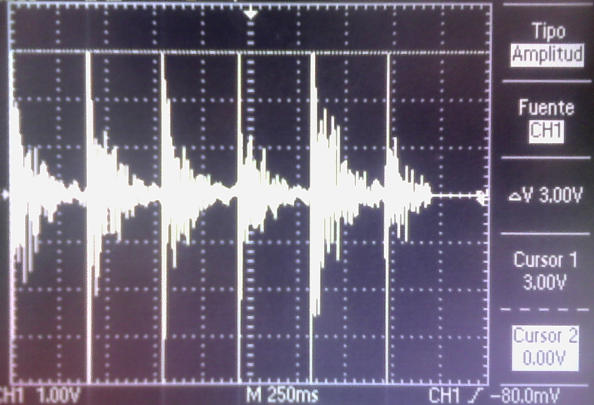 Tipo
Amplitud
Fuente
CH1
△V 3.00V
Cursor 1
3.00V
Cursor 2
0.00V
CH1 1.00V M 250ms CH1 ∕ -80.0mV